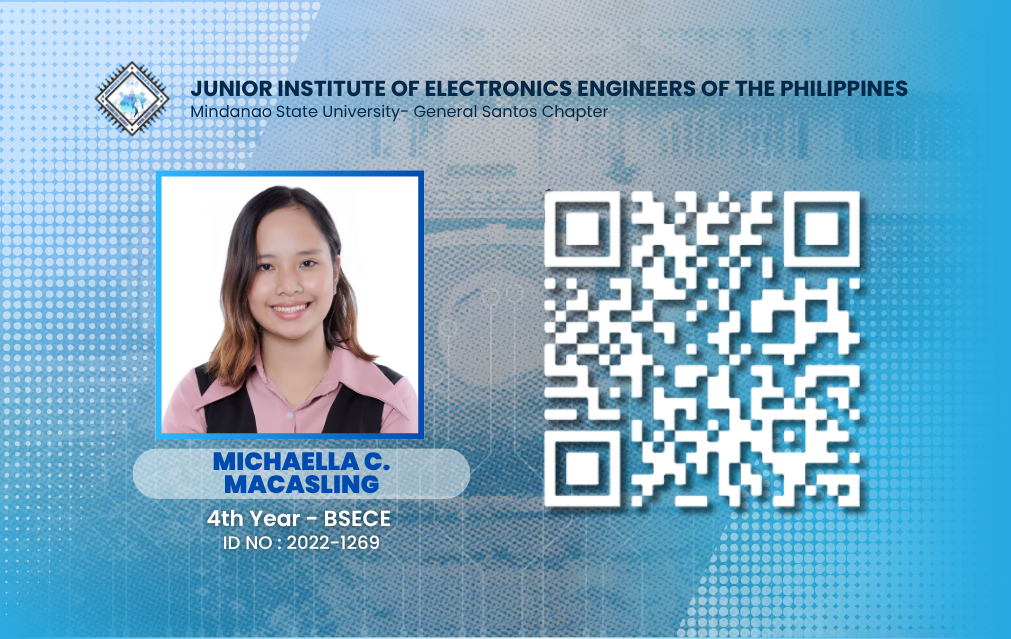 JUNIOR INSTITUTE OF ELECTRONICS ENGINEERS OF THE PHILIPPINES
Mindanao State University- General Santos Chapter
MICHAELLA C.
MACASLING
4th Year - BSECE
ID NO : 2022-1269